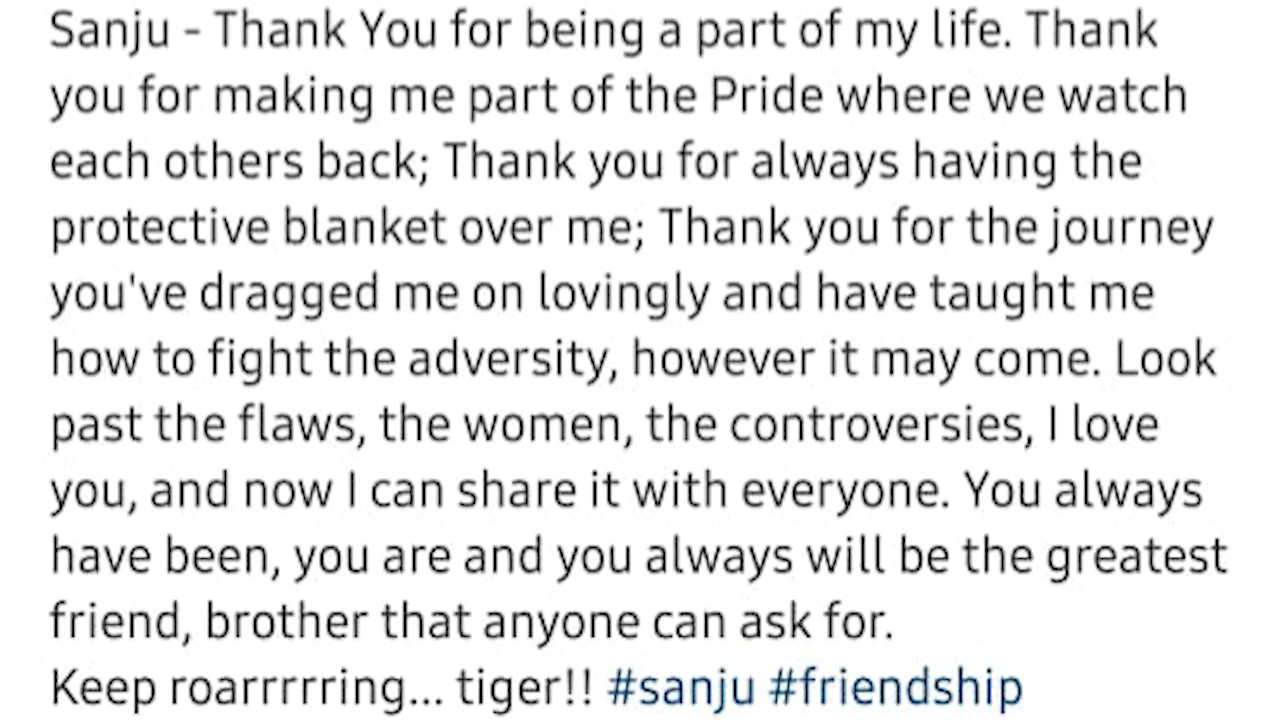 Sanju - Thank You for being a part of my life. Thank
you for making me part of the Pride where we watch
each others back; Thank you for always having the
protective blanket over me; Thank you for the journey
you've dragged me on lovingly and have taught me
how to fight the adversity, however it may come. Look
past the flaws, the women, the controversies, I love
you, and now I can share it with everyone. You always
have been, you are and you always will be the greatest
friend, brother that anyone can ask for.
Keep roarrrrrring... tiger!! #sanju #friendship